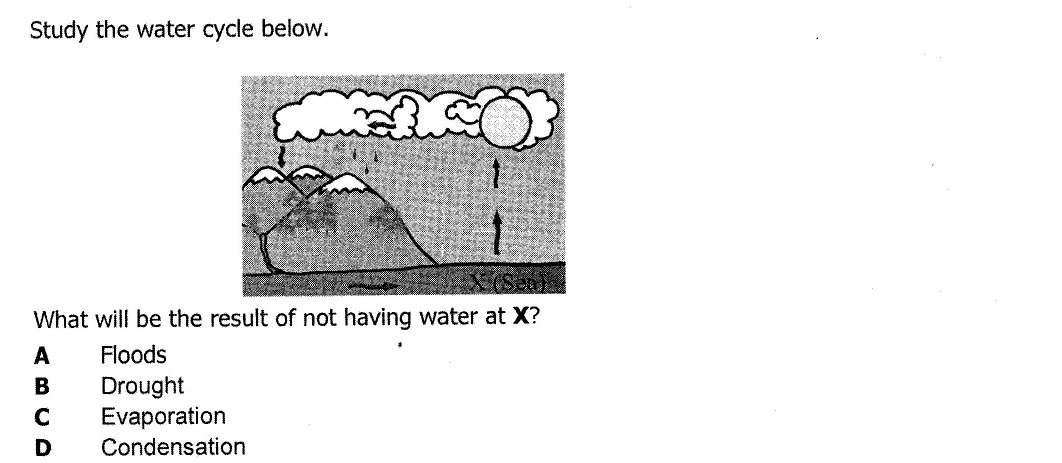 Study the water cycle below.
X (Sea)
What will be the result of not having water at X?
A Floods
B Drought
C Evaporation
D Condensation